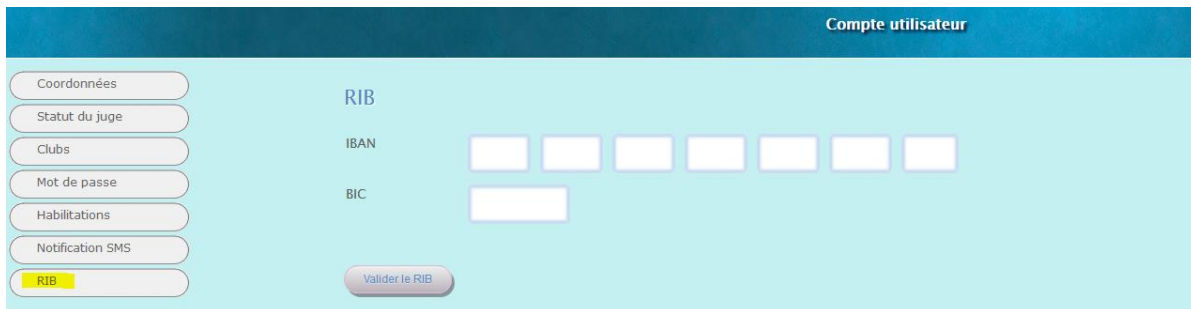 Compte utilisateur
Coordonnées
Statut du juge
Clubs
Mot de passe
Habilitations
Notification SMS
RIB
RIB
IBAN
BIC
Valider le RIB